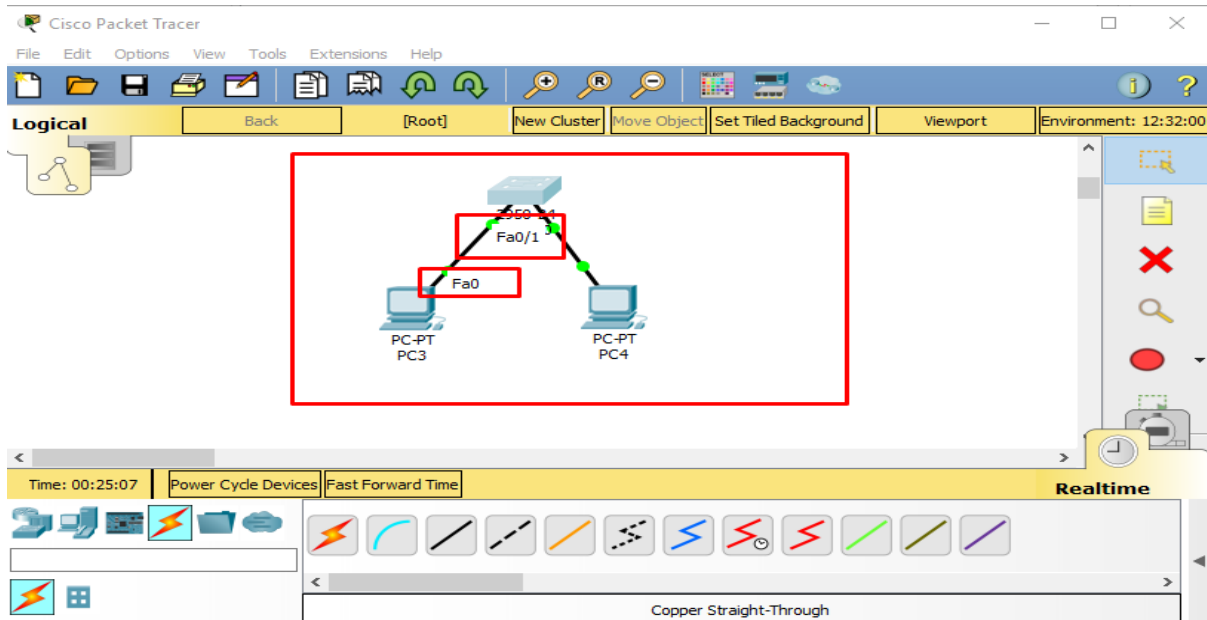 Cisco Packet Tracer
File Edit Options View Tools Extensions Help
Logical Back [Root] New Cluster Move Object Set Tiled Background Viewport Environment: 12:32:00
Fa0/1
Fa0
PC-PT
PC3
PC-PT
PC4
Time: 00:25:07 Power Cycle Devices Fast Forward Time
Realtime
Copper Straight-Through